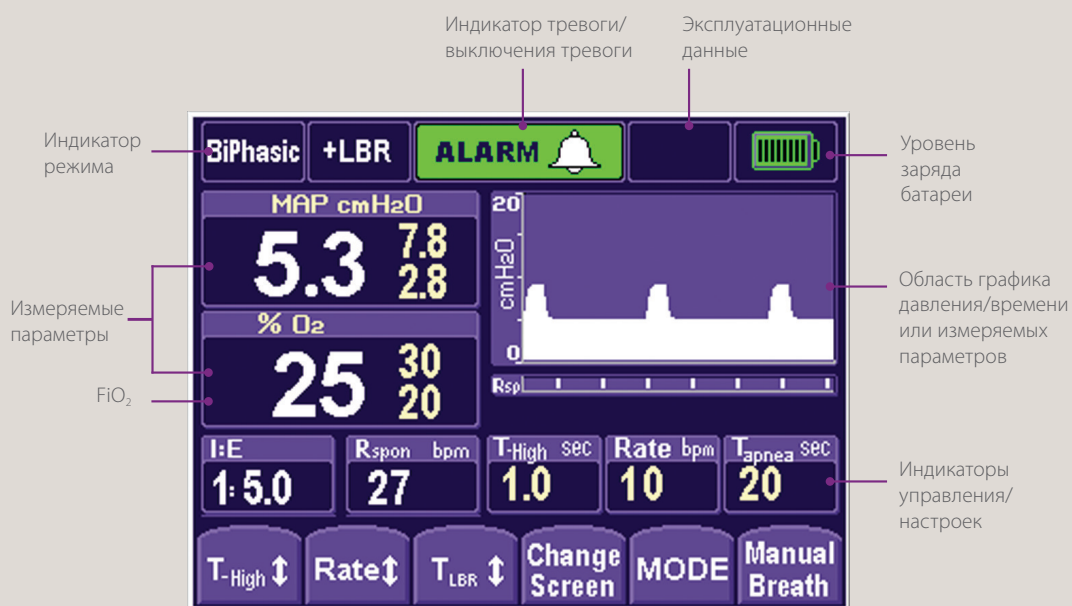 Индикатор тревоги/
выключения тревоги
Эксплуатационные
данные
Индикатор
режима
BiPhasic
+LBR
ALARM
Уровень
заряда
батареи
MAP cmH2O
5.3
7.8
2.8
20
cmH2O
0
Измеряемые
параметры
Область графика
давления/времени
или измеряемых
параметров
% O2
25
30
20
Rsp
FiO₂
I:E
1: 5.0
Rspon bpm
27
T-High sec
1.0
Rate bpm
10
Tapnea sec
20
Индикаторы
управления/
настроек
T-High ↕
Rate↕
TLBR ↕
Change
Screen
MODE
Manual
Breath